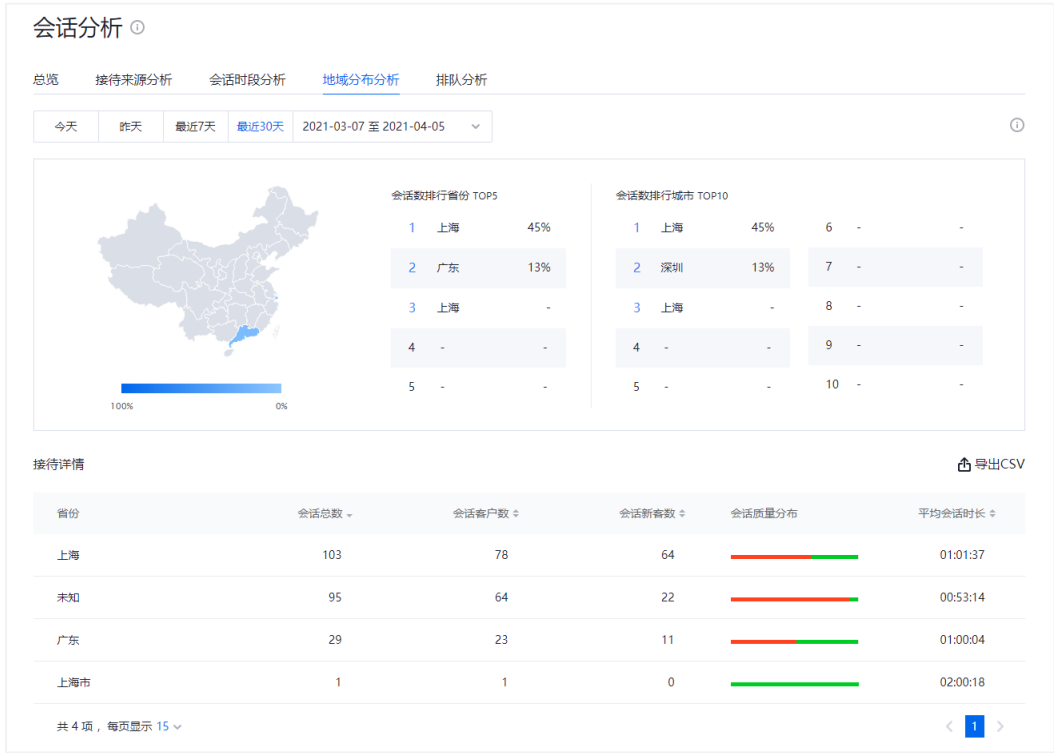 会话分析
总览 接待来源分析 会话时段分析 地域分布分析 排队分析
今天 昨天 最近7天 最近30天 2021-03-07 至 2021-04-05
会话数排行省份 TOP5
1 上海 45%
2 广东 13%
3 上海 -
4 - -
5 - -
会话数排行城市 TOP10
1 上海 45%
2 深圳 13%
3 上海 -
4 - -
5 - -
6 - -
7 - -
8 - -
9 - -
10 - -
100% 0%
接待详情 导出CSV
省份 会话总数 会话客户数 会话新客数 会话质量分布 平均会话时长
上海 103 78 64 01:01:37
未知 95 64 22 00:53:14
广东 29 23 11 01:00:04
上海市 1 1 0 02:00:18
共 4 项，每页显示 15 1